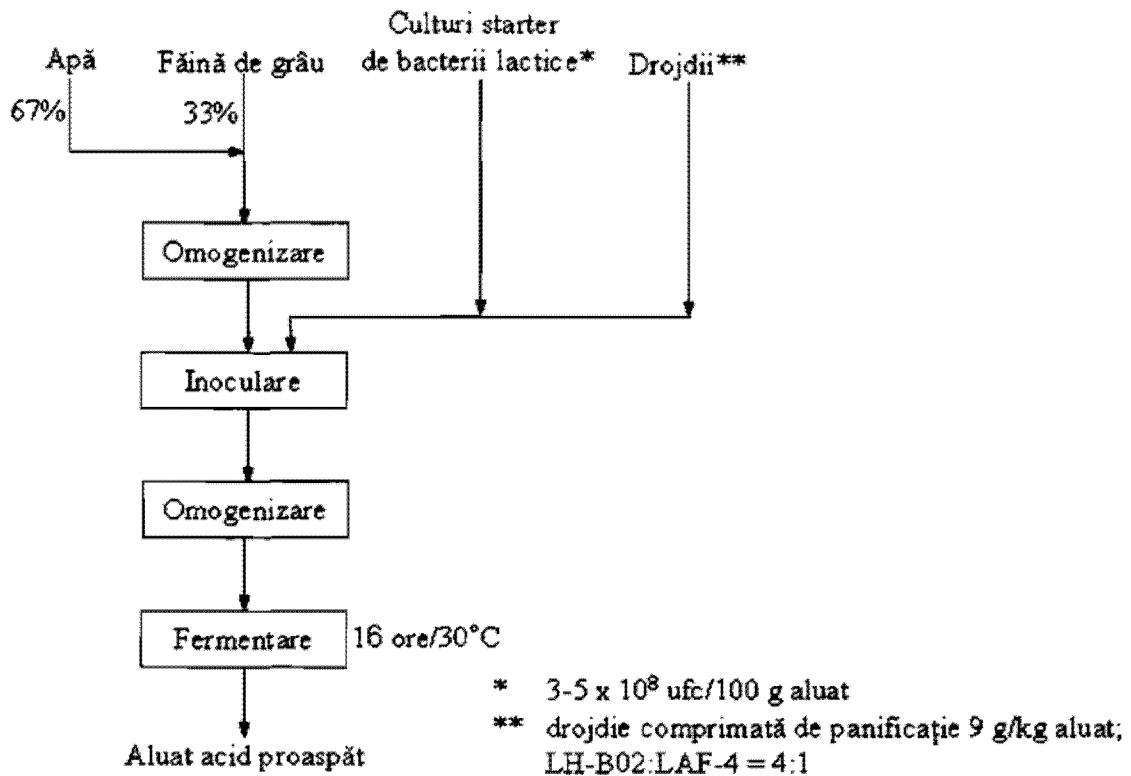 Culturi starter
de bacterii lactice*
Apă
Făină de grâu
Drojdii**
67%
33%
Omogenizare
Inoculare
Omogenizare
Fermentare
16 ore/30°C
Aluat acid proaspăt
* 3-5 x 10⁸ ufc/100 g aluat
** drojdie comprimată de panificație 9 g/kg aluat;
LH-B02:LAF-4 = 4:1